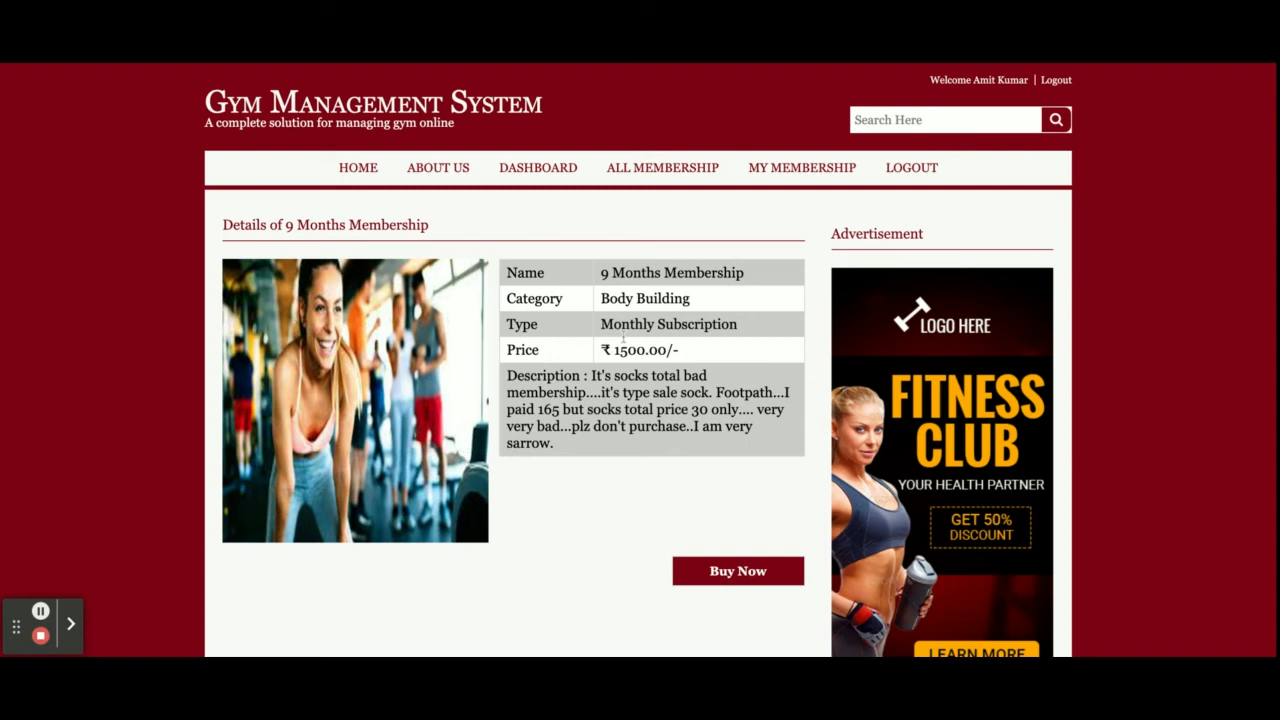 Welcome Amit Kumar | Logout
GYM MANAGEMENT SYSTEM
A complete solution for managing gym online
Search Here
HOME ABOUT US DASHBOARD ALL MEMBERSHIP MY MEMBERSHIP LOGOUT
Details of 9 Months Membership
Advertisement
Name 9 Months Membership
Category Body Building
Type Monthly Subscription
Price ₹ 1500.00/-
Description : It's socks total bad
membership....it's type sale sock. Footpath...I
paid 165 but socks total price 30 only.... very
very bad...plz don't purchase..I am very
sarrow.
Buy Now
LOGO HERE
FITNESS
CLUB
YOUR HEALTH PARTNER
GET 50%
DISCOUNT
LEARN MORE